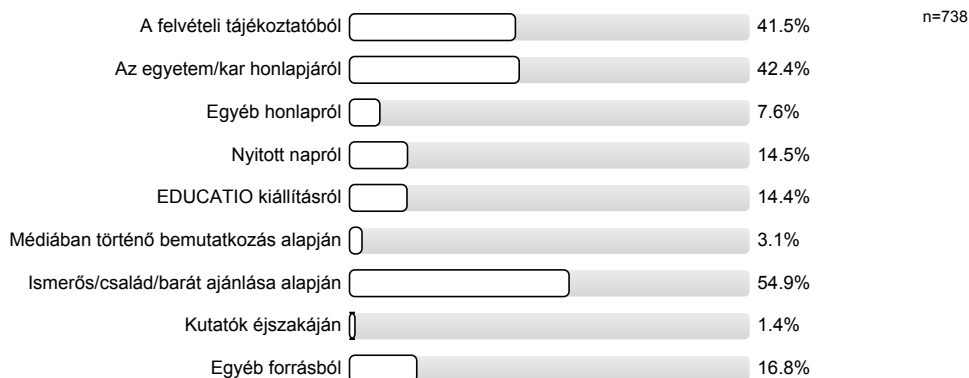 A felvételi tájékoztatóból 41.5% n=738
Az egyetem/kar honlapjáról 42.4%
Egyéb honlapról 7.6%
Nyitott napról 14.5%
EDUCATIO kiállításról 14.4%
Médiában történő bemutatkozás alapján 3.1%
Ismerős/család/barát ajánlása alapján 54.9%
Kutatók éjszakáján 1.4%
Egyéb forrásból 16.8%